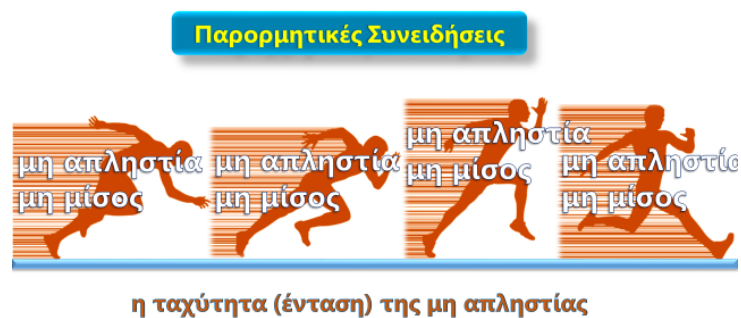 Παρορμητικές Συνειδήσεις
μη απληστία
μη μίσος
μη απληστία
μη μίσος
μη απληστία
μη μίσος
μη απληστία
μη μίσος
η ταχύτητα (ένταση) της μη απληστίας